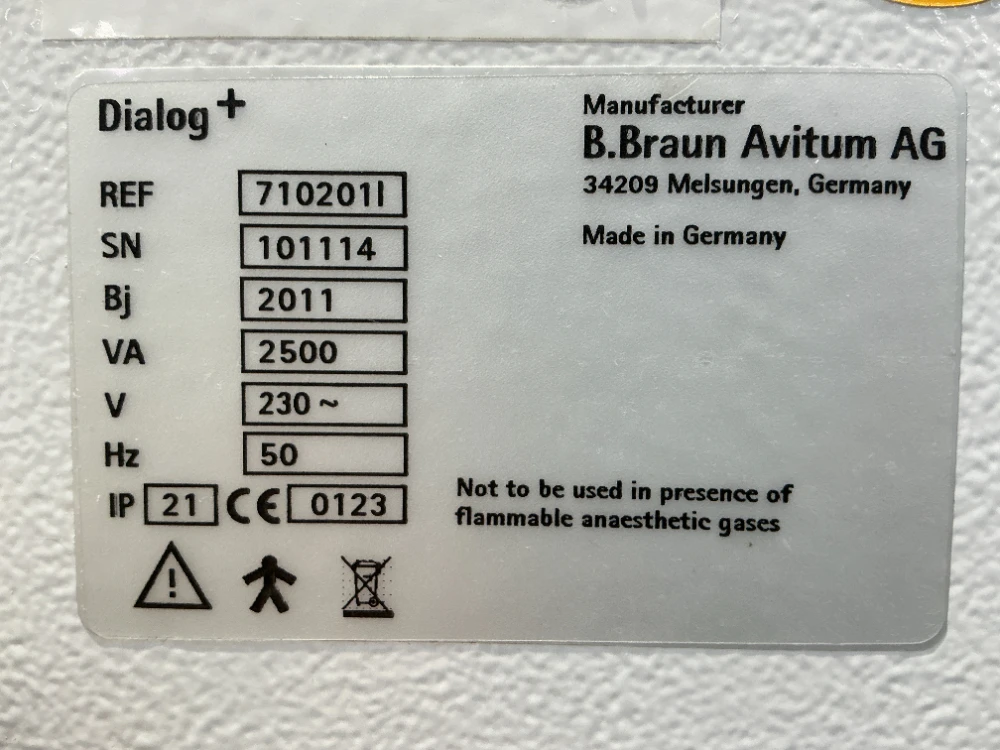 Dialog+
REF 710201I
SN 101114
Bj 2011
VA 2500
V 230 ~
Hz 50
IP 21 CE 0123
Manufacturer
B.Braun Avitum AG
34209 Melsungen, Germany
Made in Germany
Not to be used in presence of
flammable anaesthetic gases
!